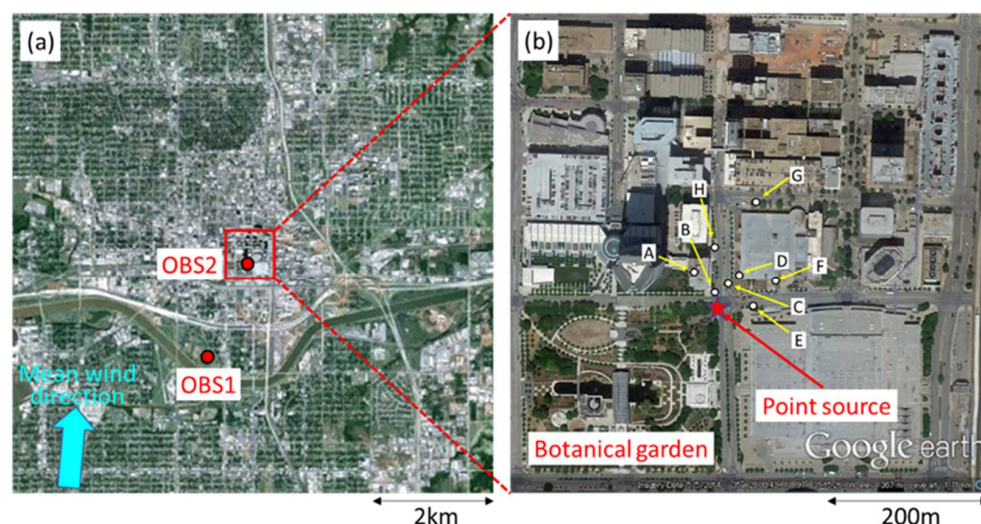 (a)
OBS2
OBS1
Mean wind
direction
2km
(b)
G
H
B
A
D
F
C
E
Point source
Botanical garden
Google earth
200m